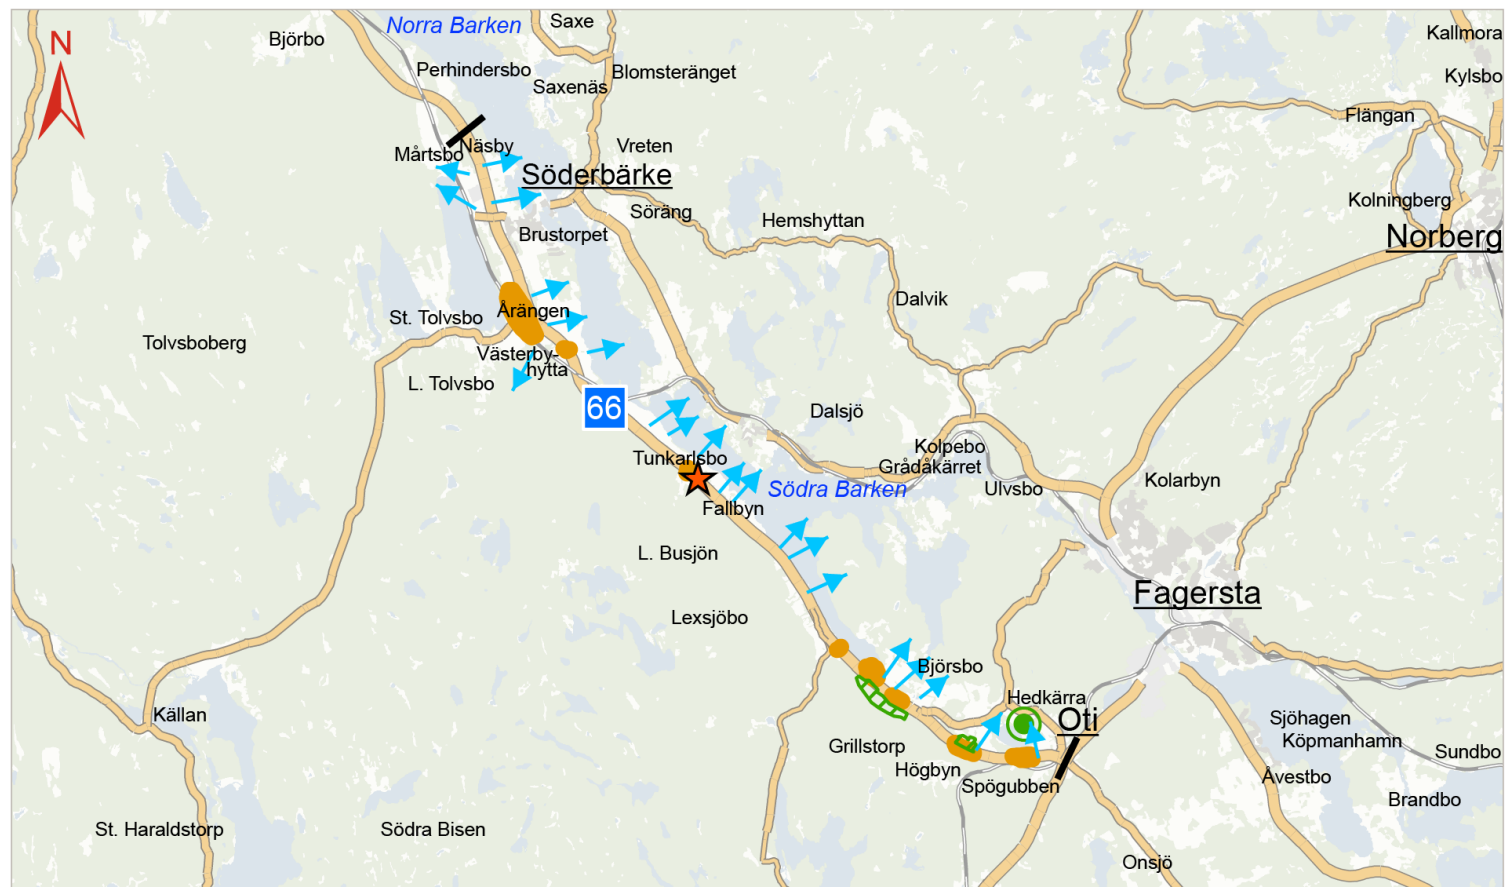 Norra Barken
Saxe
Björbo
Kallmora
Perhindersbo
Blomsteränget
Saxenäs
Kylsbo
Flängan
N
Näsby
Mårtsbo
Vreten
Söderbärke
Kolningberg
Söräng
Hemshyttan
Norberg
Brustorpet
Dalvik
Årängen
St. Tolvsbo
Tolvsboberg
Västerby-
hytta
L. Tolvsbo
66
Dalsjö
Kolpebo
Tunkarlsbo
Grådåkärret
Kolarbyn
Södra Barken
Ulvsbo
Fallbyn
L. Busjön
Fagersta
Lexsjöbo
Björsbo
Hedkärra
Källan
Oti
Sjöhagen
Köpmanhamn
Grillstorp
Sundbo
Högbyn
Åvestbo
Spögubben
Brandbo
St. Haraldstorp
Södra Bisen
Onsjö